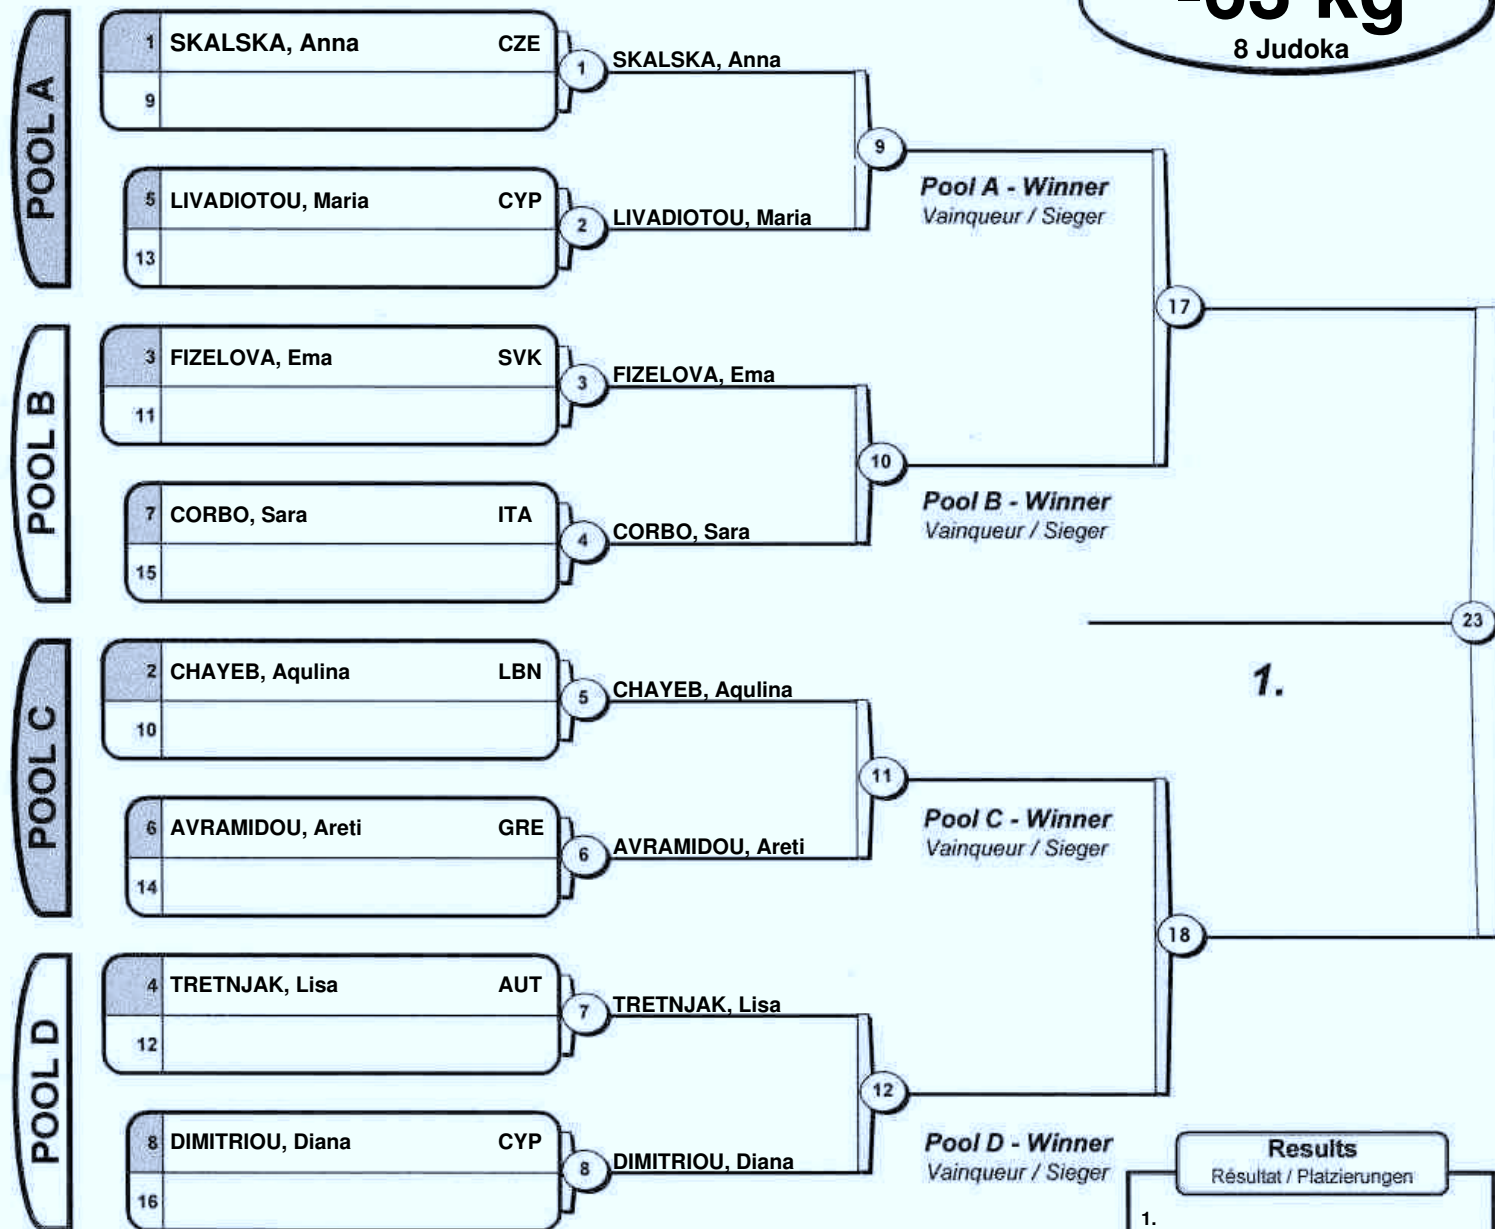 -63 kg
8 Judoka
POOL A
1 SKALSKA, Anna CZE
9
1 SKALSKA, Anna
5 LIVADIOTOU, Maria CYP
13
2 LIVADIOTOU, Maria
9
Pool A - Winner
Vainqueur / Sieger
POOL B
3 FIZELOVA, Ema SVK
11
3 FIZELOVA, Ema
7 CORBO, Sara ITA
15
4 CORBO, Sara
10
Pool B - Winner
Vainqueur / Sieger
17
23
1.
POOL C
2 CHAYEB, Aqulina LBN
10
5 CHAYEB, Aqulina
6 AVRAMIDOU, Areti GRE
14
6 AVRAMIDOU, Areti
11
Pool C - Winner
Vainqueur / Sieger
18
POOL D
4 TRETNJAK, Lisa AUT
12
7 TRETNJAK, Lisa
8 DIMITRIOU, Diana CYP
16
8 DIMITRIOU, Diana
12
Pool D - Winner
Vainqueur / Sieger
Results
Résultat / Platzierungen
1.